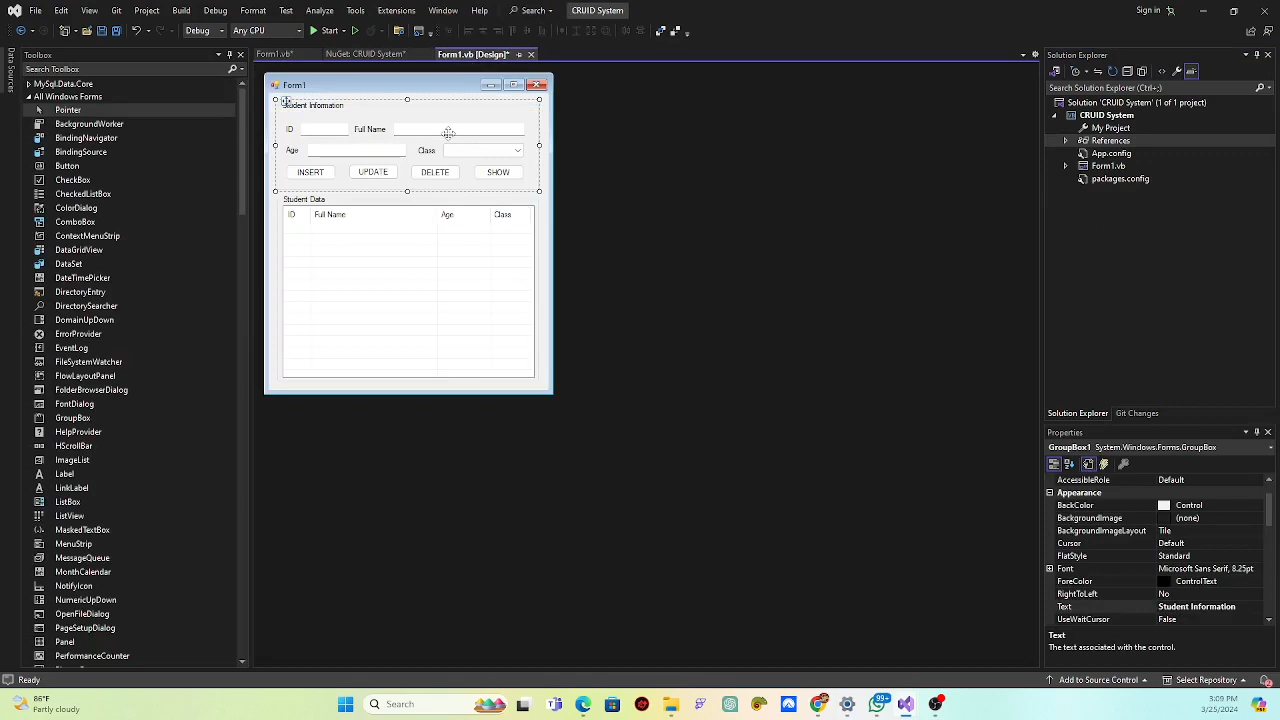 File Edit View Git Project Build Debug Format Test Analyze Tools Extensions Window Help Search CRUID System Sign in
Debug Any CPU Start
Data Sources
Toolbox
Search Toolbox
MySql.Data.Core
All Windows Forms
Pointer
BackgroundWorker
BindingNavigator
BindingSource
Button
CheckBox
CheckedListBox
ColorDialog
ComboBox
ContextMenuStrip
DataGridView
DataSet
DateTimePicker
DirectoryEntry
DirectorySearcher
DomainUpDown
ErrorProvider
EventLog
FileSystemWatcher
FlowLayoutPanel
FolderBrowserDialog
FontDialog
GroupBox
HelpProvider
HScrollBar
ImageList
Label
LinkLabel
ListBox
ListView
MaskedTextBox
MenuStrip
MessageQueue
MonthCalendar
NotifyIcon
NumericUpDown
OpenFileDialog
PageSetupDialog
Panel
PerformanceCounter
Form1.vb* NuGet: CRUID System* Form1.vb [Design]*
Form1
Student Information
ID Full Name
Age Class
INSERT UPDATE DELETE SHOW
Student Data
ID Full Name Age Class
Solution Explorer
Search Solution Explorer (Ctrl+;)
Solution 'CRUID System' (1 of 1 project)
CRUID System
My Project
References
App.config
Form1.vb
packages.config
Solution Explorer Git Changes
Properties
GroupBox1 System.Windows.Forms.GroupBox
AccessibleRole Default
Appearance
BackColor Control
BackgroundImage (none)
BackgroundImageLayout Tile
Cursor Default
FlatStyle Standard
Font Microsoft Sans Serif, 8.25pt
ForeColor ControlText
RightToLeft No
Text Student Information
UseWaitCursor False
Text
The text associated with the control.
Ready Add to Source Control Select Repository
86°F
Partly cloudy
Search
99+
3:09 PM
3/25/2024